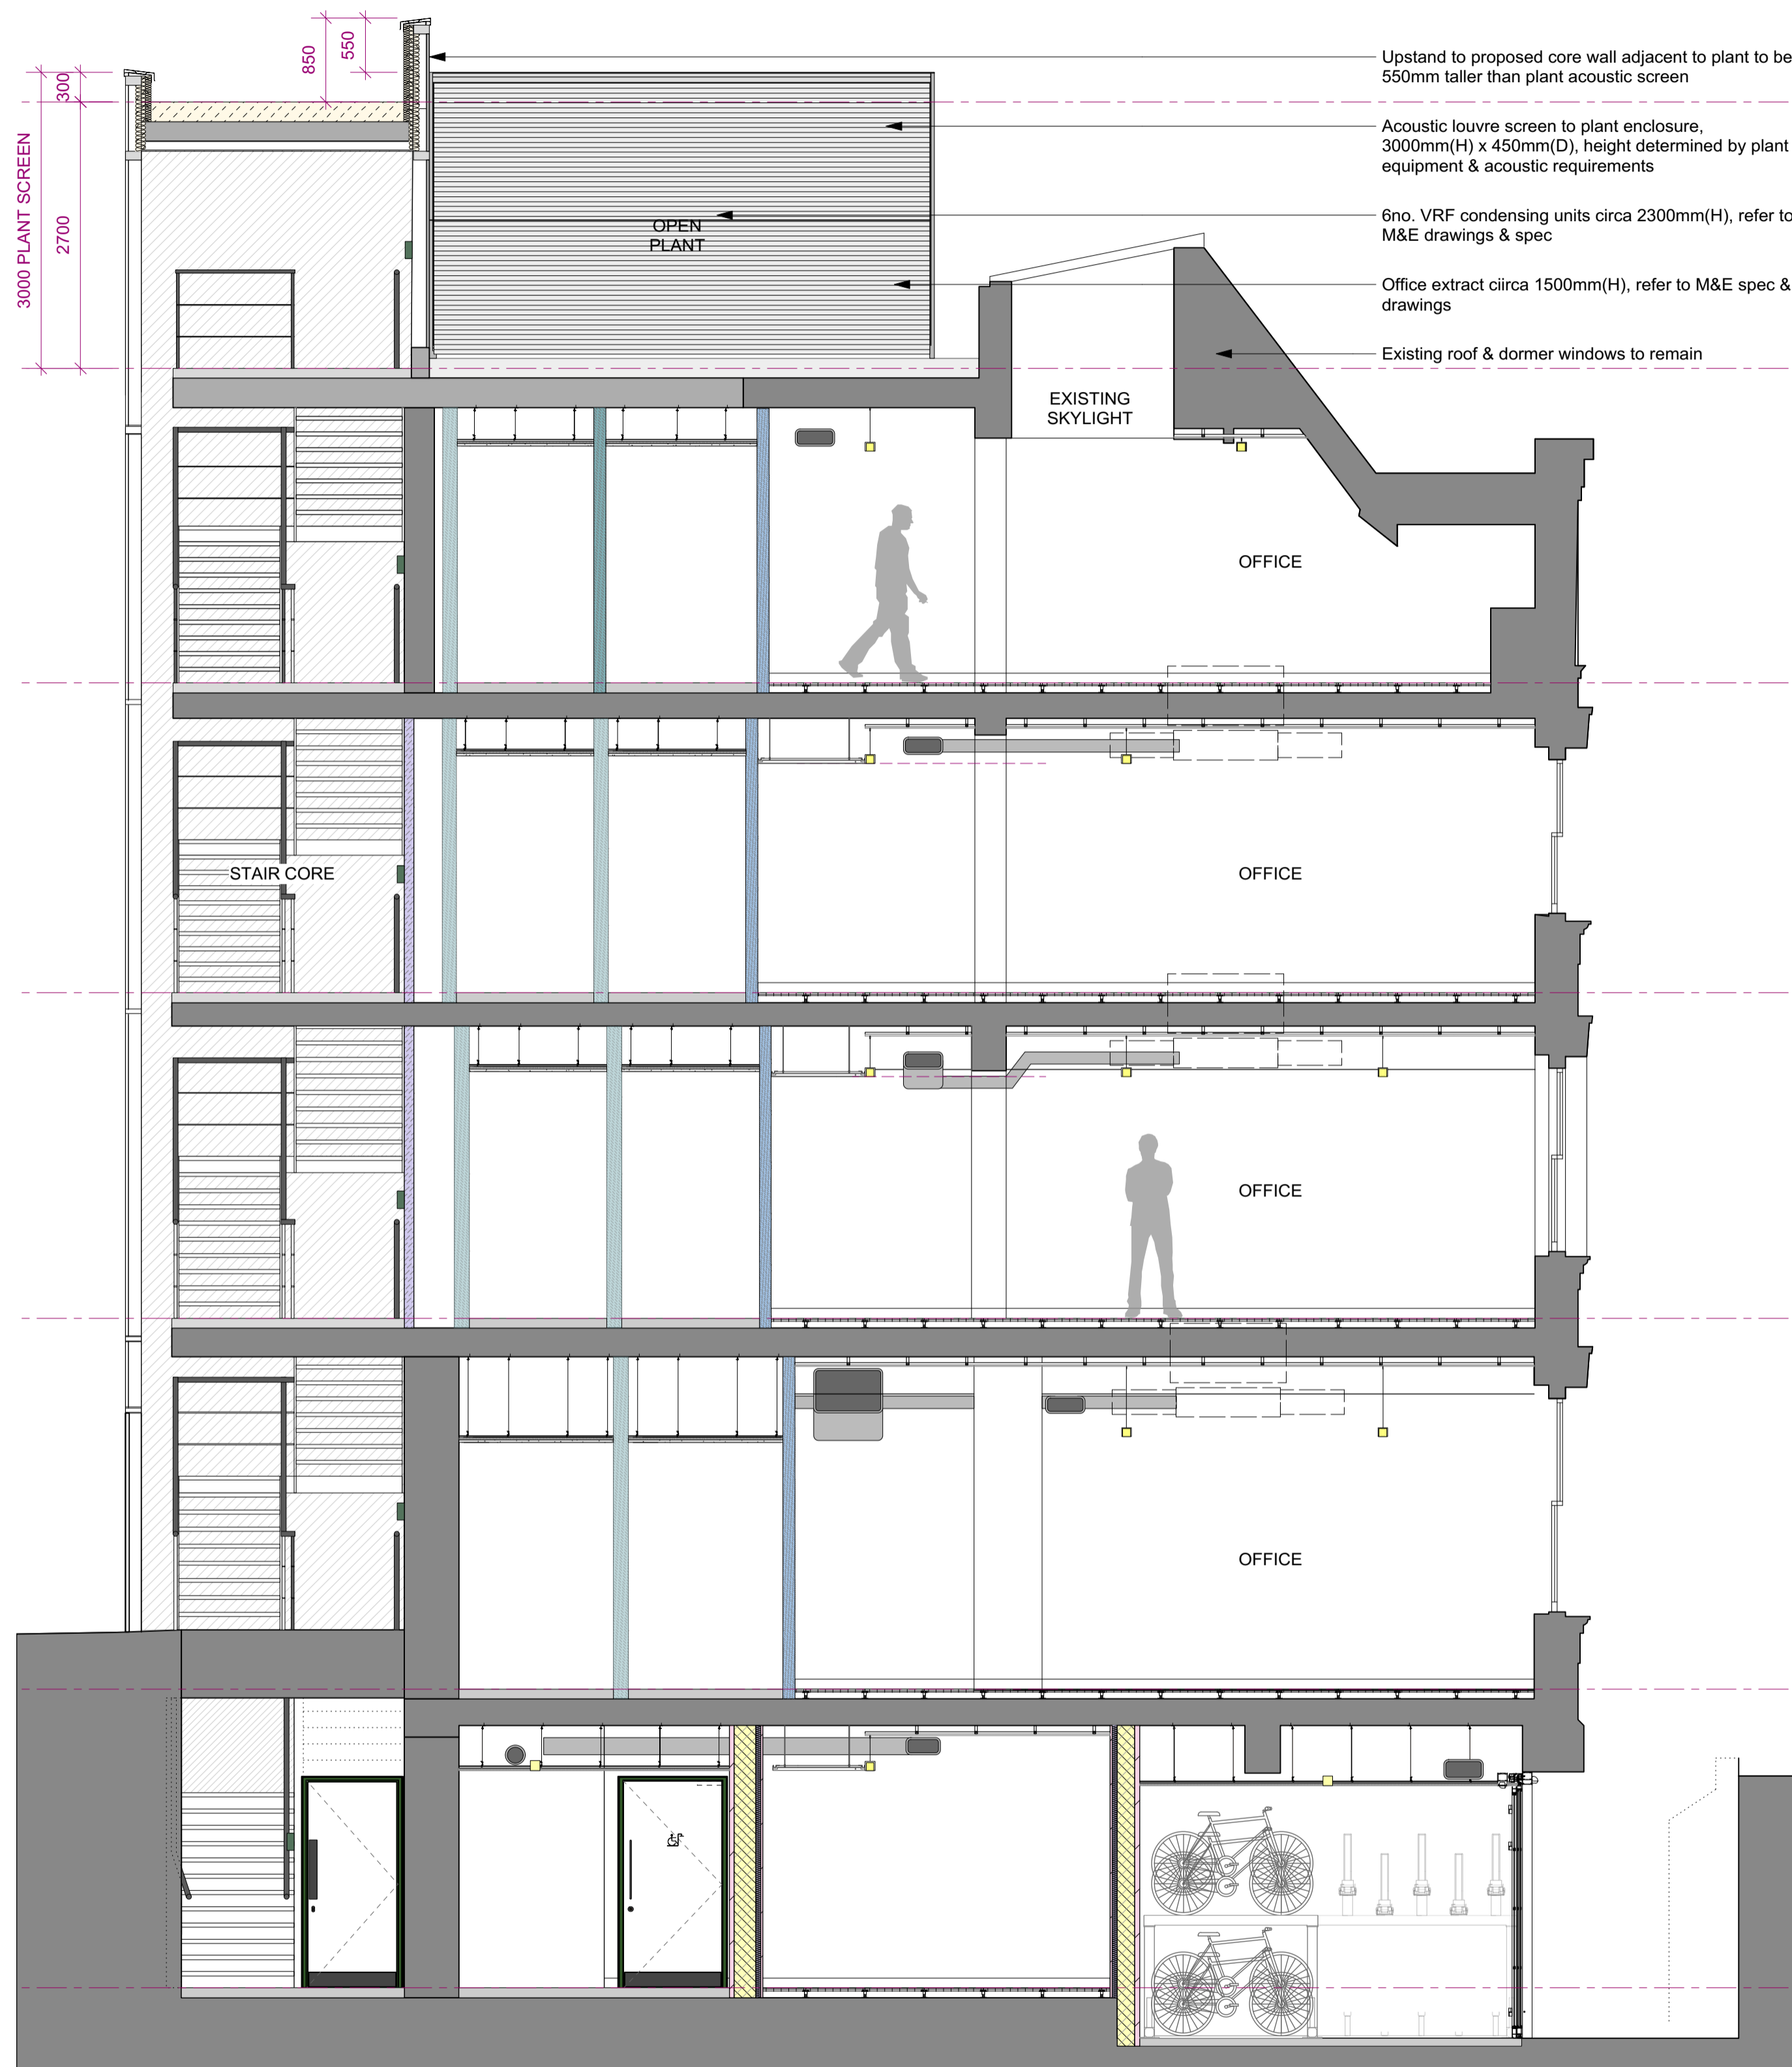 850
550
300
3000 PLANT SCREEN
2700
Upstand to proposed core wall adjacent to plant to be
550mm taller than plant acoustic screen
Acoustic louvre screen to plant enclosure,
3000mm(H) x 450mm(D), height determined by plant
equipment & acoustic requirements
6no. VRF condensing units circa 2300mm(H), refer to
M&E drawings & spec
OPEN
PLANT
Office extract ciirca 1500mm(H), refer to M&E spec &
drawings
Existing roof & dormer windows to remain
EXISTING
SKYLIGHT
OFFICE
STAIR CORE
OFFICE
OFFICE
OFFICE